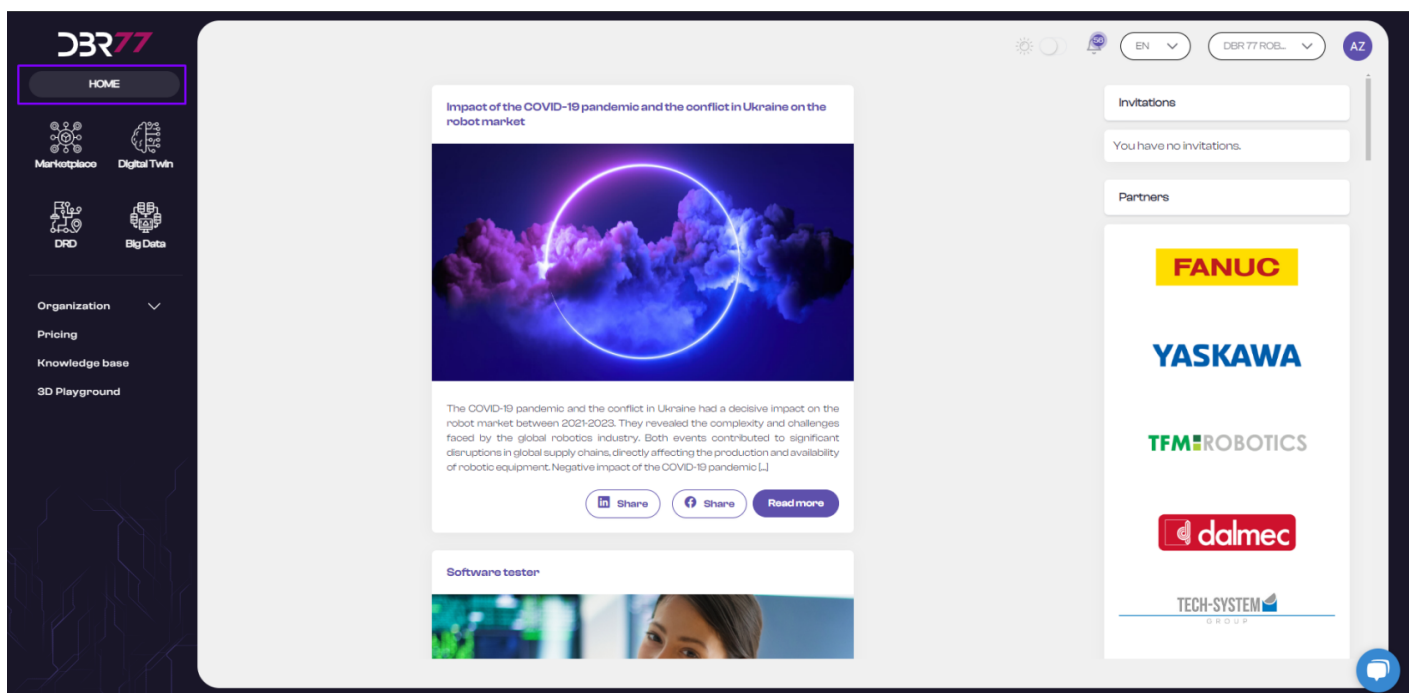 DBR77
HOME
Marketplace
Digital Twin
DRD
Big Data
Organization
Pricing
Knowledge base
3D Playground
56
EN
DBR 77 ROB...
AZ
Impact of the COVID-19 pandemic and the conflict in Ukraine on the
robot market
The COVID-19 pandemic and the conflict in Ukraine had a decisive impact on the
robot market between 2021-2023. They revealed the complexity and challenges
faced by the global robotics industry. Both events contributed to significant
disruptions in global supply chains, directly affecting the production and availability
of robotic equipment. Negative impact of the COVID-19 pandemic [...]
Share
Share
Read more
Software tester
Invitations
You have no invitations.
Partners
FANUC
YASKAWA
TFM ROBOTICS
dalmec
TECH-SYSTEM
GROUP